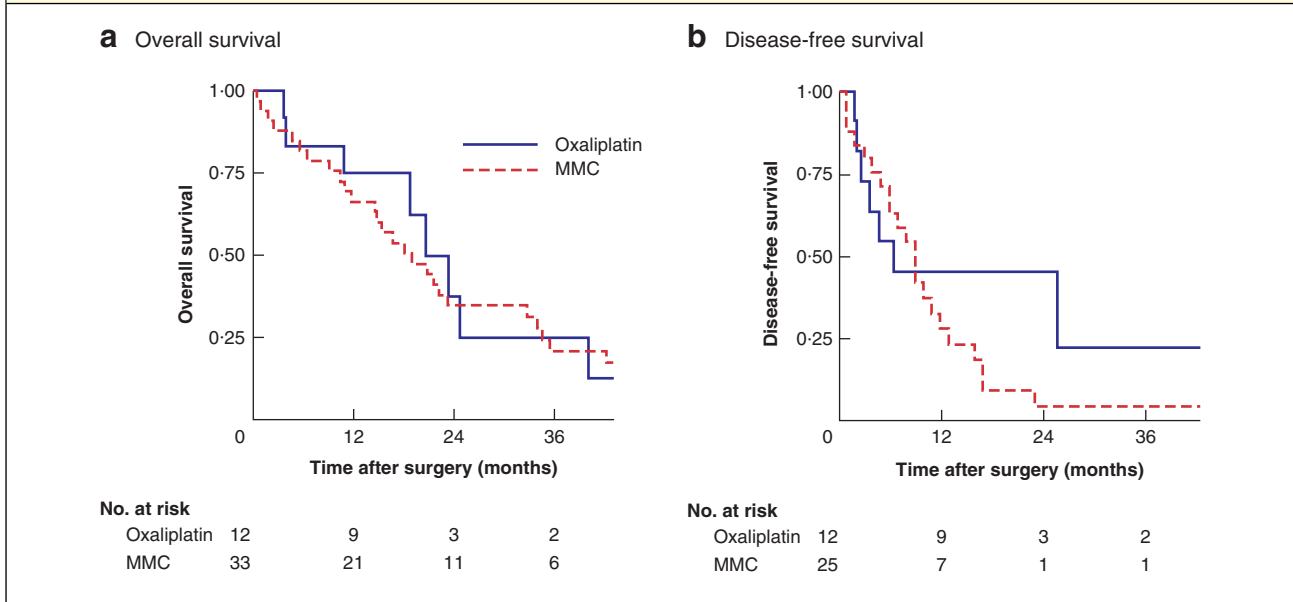 a Overall survival
1·00
0·75
0·50
0·25
0
12
24
36
Overall survival
Time after surgery (months)
Oxaliplatin
MMC
No. at risk
Oxaliplatin 12 9 3 2
MMC 33 21 11 6
b Disease-free survival
1·00
0·75
0·50
0·25
0
12
24
36
Disease-free survival
Time after surgery (months)
No. at risk
Oxaliplatin 12 9 3 2
MMC 25 7 1 1